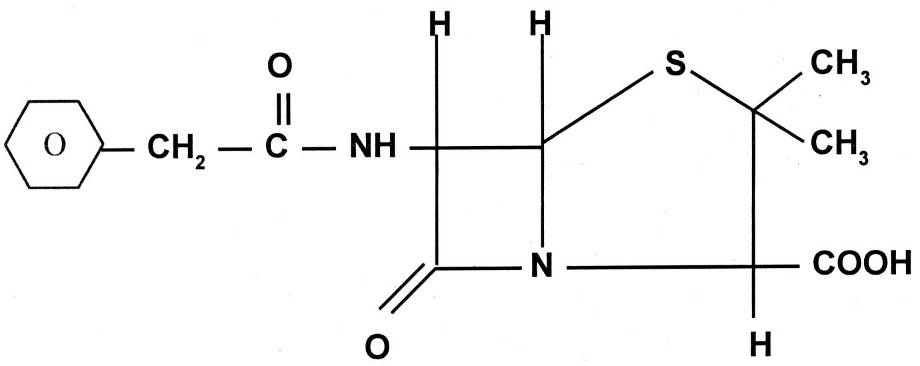 H H
O S CH3
O CH2 C NH CH3
N COOH
O H